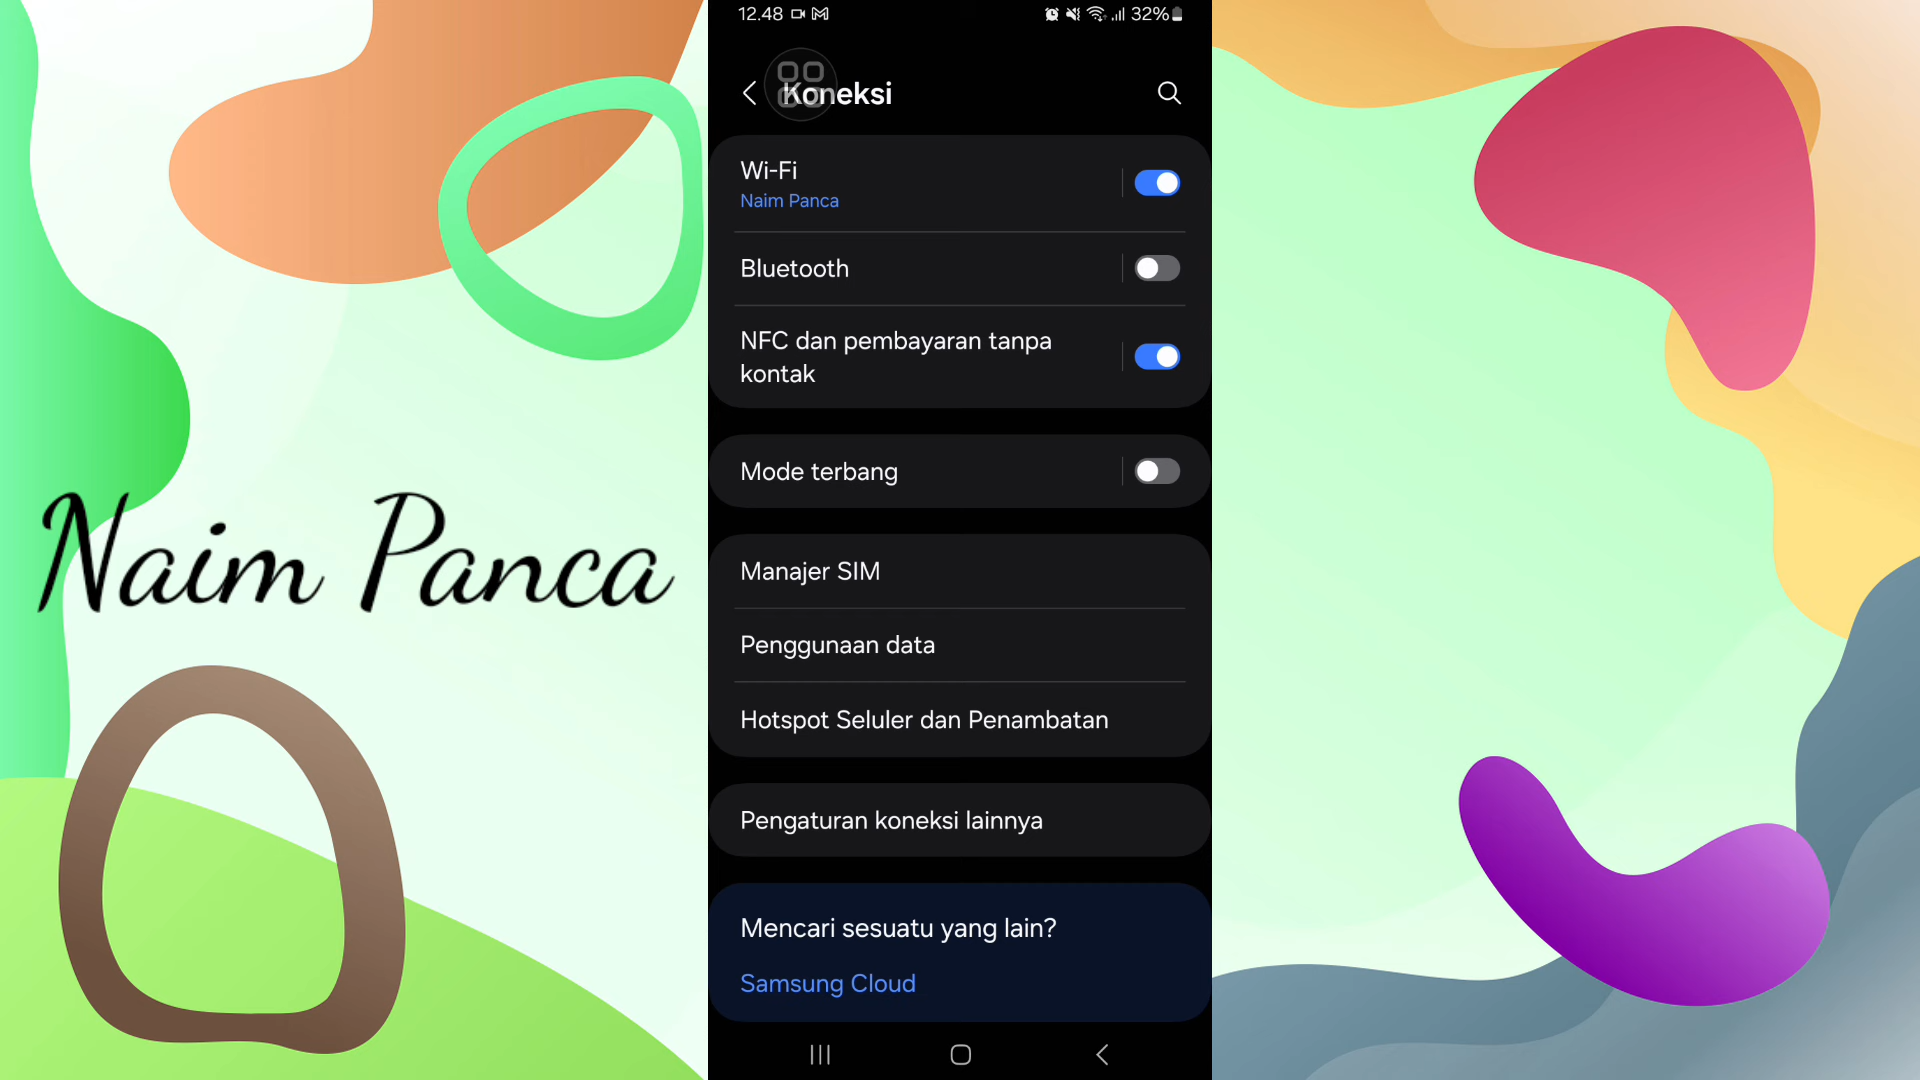 12.48
32%
Koneksi
Wi-Fi
Naim Panca
Bluetooth
NFC dan pembayaran tanpa
kontak
Mode terbang
Manajer SIM
Penggunaan data
Hotspot Seluler dan Penambatan
Pengaturan koneksi lainnya
Mencari sesuatu yang lain?
Samsung Cloud
Naim Panca